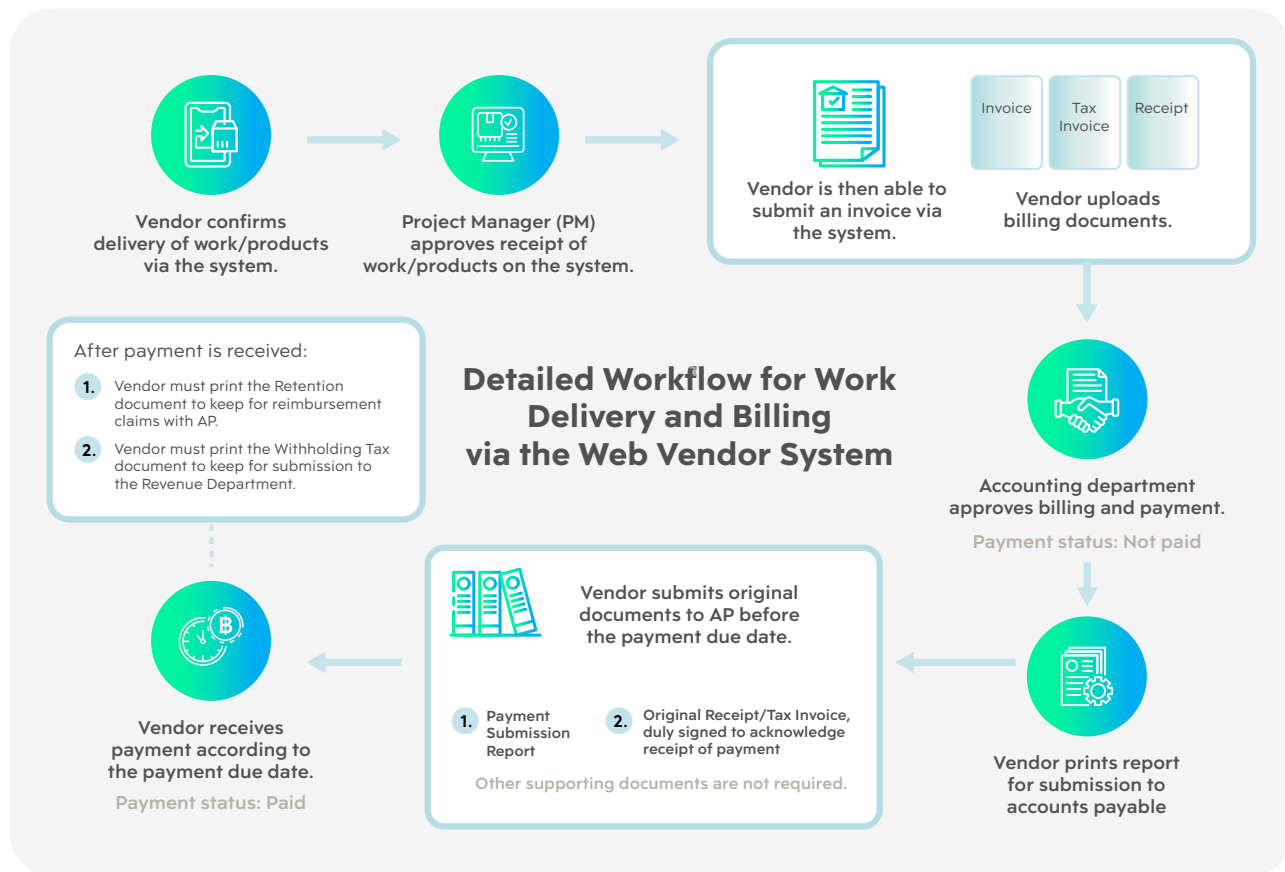 Vendor confirms
delivery of work/products
via the system.
Project Manager (PM)
approves receipt of
work/products on the system.
Vendor is then able to
submit an invoice via
the system.
Invoice
Tax
Invoice
Receipt
Vendor uploads
billing documents.
After payment is received:
1. Vendor must print the Retention
document to keep for reimbursement
claims with AP.
2. Vendor must print the Withholding Tax
document to keep for submission to
the Revenue Department.
Detailed Workflow for Work
Delivery and Billing
via the Web Vendor System
Accounting department
approves billing and payment.
Payment status: Not paid
Vendor prints report
for submission to
accounts payable
Vendor submits original
documents to AP before
the payment due date.
1. Payment
Submission
Report
2. Original Receipt/Tax Invoice,
duly signed to acknowledge
receipt of payment
Other supporting documents are not required.
Vendor receives
payment according to
the payment due date.
Payment status: Paid